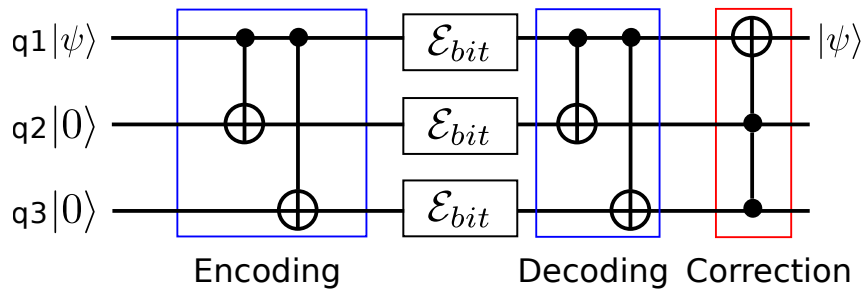 q1|ψ⟩ ℰ_bit |ψ⟩
q2|0⟩ ℰ_bit
q3|0⟩ ℰ_bit
Encoding Decoding Correction